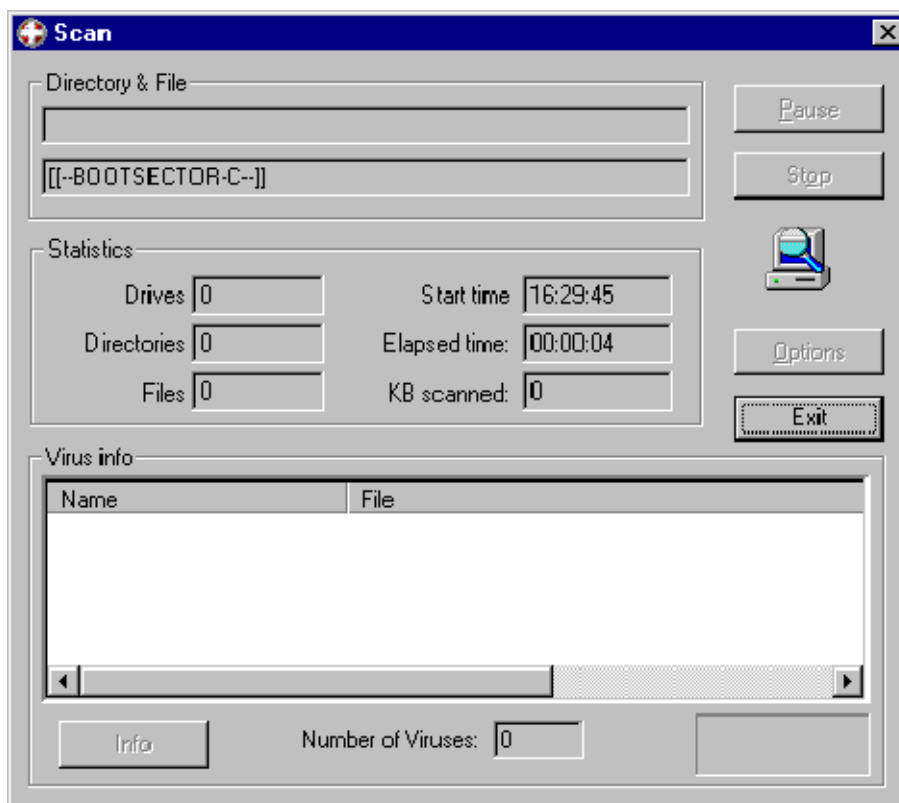 Scan
Directory & File
Pause
[[--BOOTSECTOR-C--]]
Stop
Statistics
Drives 0 Start time 16:29:45
Directories 0 Elapsed time: 00:00:04
Options
Files 0 KB scanned: 0
Exit
Virus info
Name File
Info Number of Viruses: 0